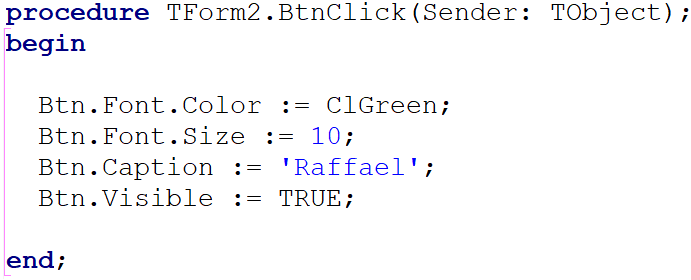 procedure TForm2.BtnClick(Sender: TObject);
begin
Btn.Font.Color := ClGreen;
Btn.Font.Size := 10;
Btn.Caption := 'Raffael';
Btn.Visible := TRUE;
end;